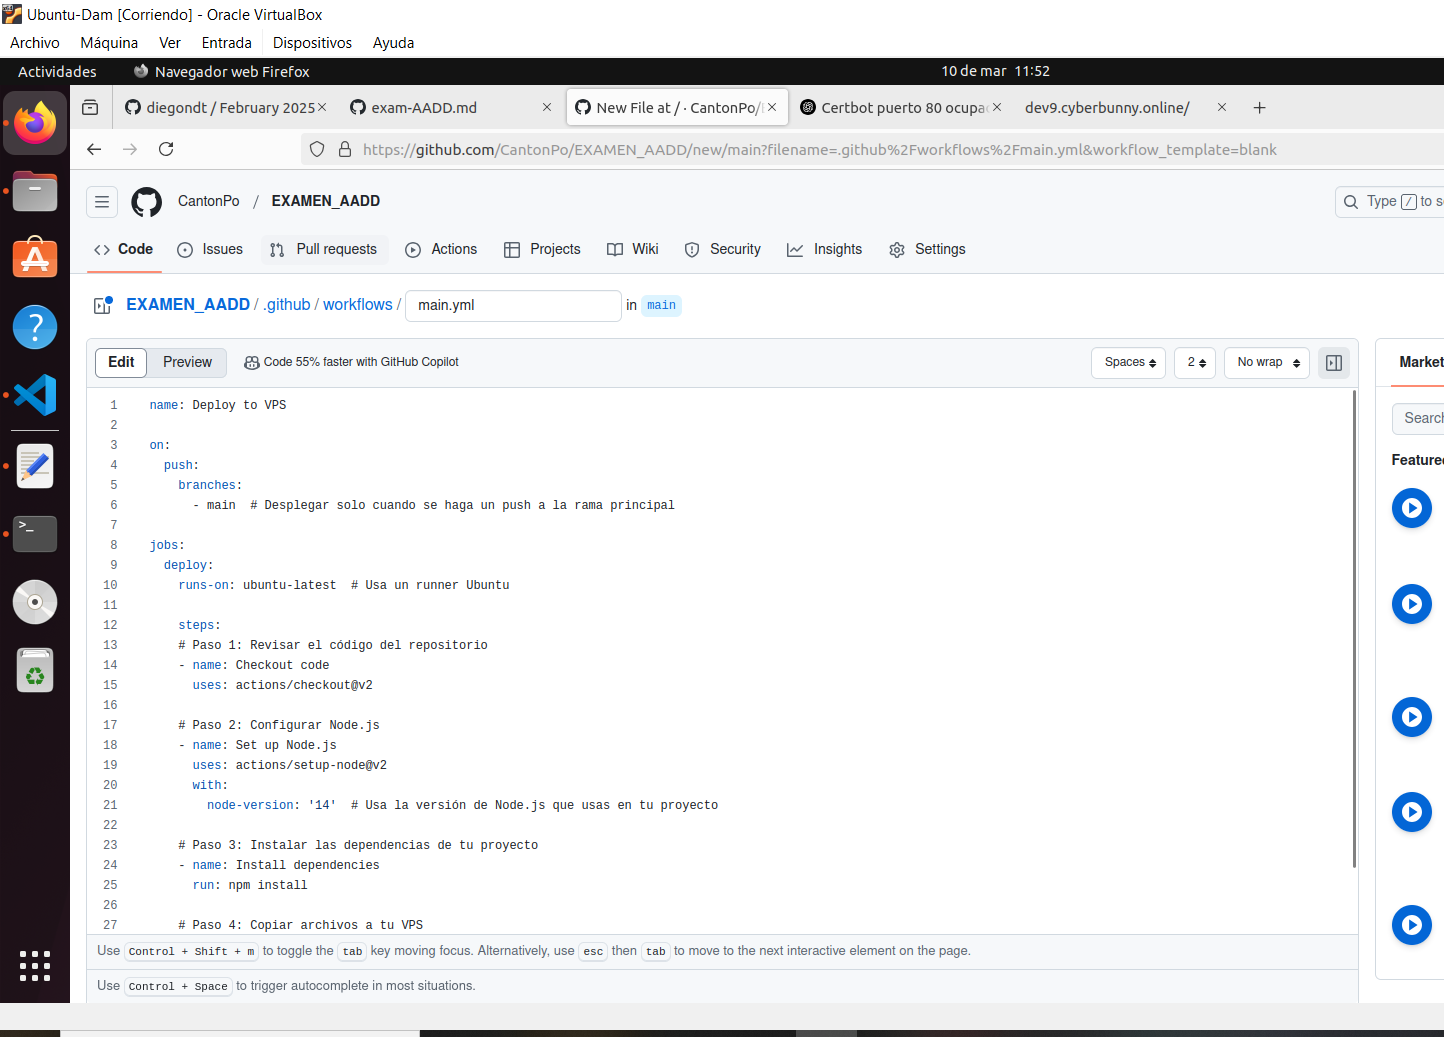 Ubuntu-Dam [Corriendo] - Oracle VirtualBox
Archivo Máquina Ver Entrada Dispositivos Ayuda
Actividades Navegador web Firefox 10 de mar 11:52
diegondt / February 2025 exam-AADD.md New File at / · CantonPo/ Certbot puerto 80 ocupa dev9.cyberbunny.online/
https://github.com/CantonPo/EXAMEN_AADD/new/main?filename=.github%2Fworkflows%2Fmain.yml&workflow_template=blank
CantonPo / EXAMEN_AADD Type / to s
Code Issues Pull requests Actions Projects Wiki Security Insights Settings
EXAMEN_AADD / .github / workflows / main.yml in main
Edit Preview Code 55% faster with GitHub Copilot Spaces 2 No wrap Market
1 name: Deploy to VPS
2
3 on:
4 push:
5 branches:
6 - main # Desplegar solo cuando se haga un push a la rama principal
7
8 jobs:
9 deploy:
10 runs-on: ubuntu-latest # Usa un runner Ubuntu
11
12 steps:
13 # Paso 1: Revisar el código del repositorio
14 - name: Checkout code
15 uses: actions/checkout@v2
16
17 # Paso 2: Configurar Node.js
18 - name: Set up Node.js
19 uses: actions/setup-node@v2
20 with:
21 node-version: '14' # Usa la versión de Node.js que usas en tu proyecto
22
23 # Paso 3: Instalar las dependencias de tu proyecto
24 - name: Install dependencies
25 run: npm install
26
27 # Paso 4: Copiar archivos a tu VPS
Search
Featured
Use Control + Shift + m to toggle the tab key moving focus. Alternatively, use esc then tab to move to the next interactive element on the page.
Use Control + Space to trigger autocomplete in most situations.